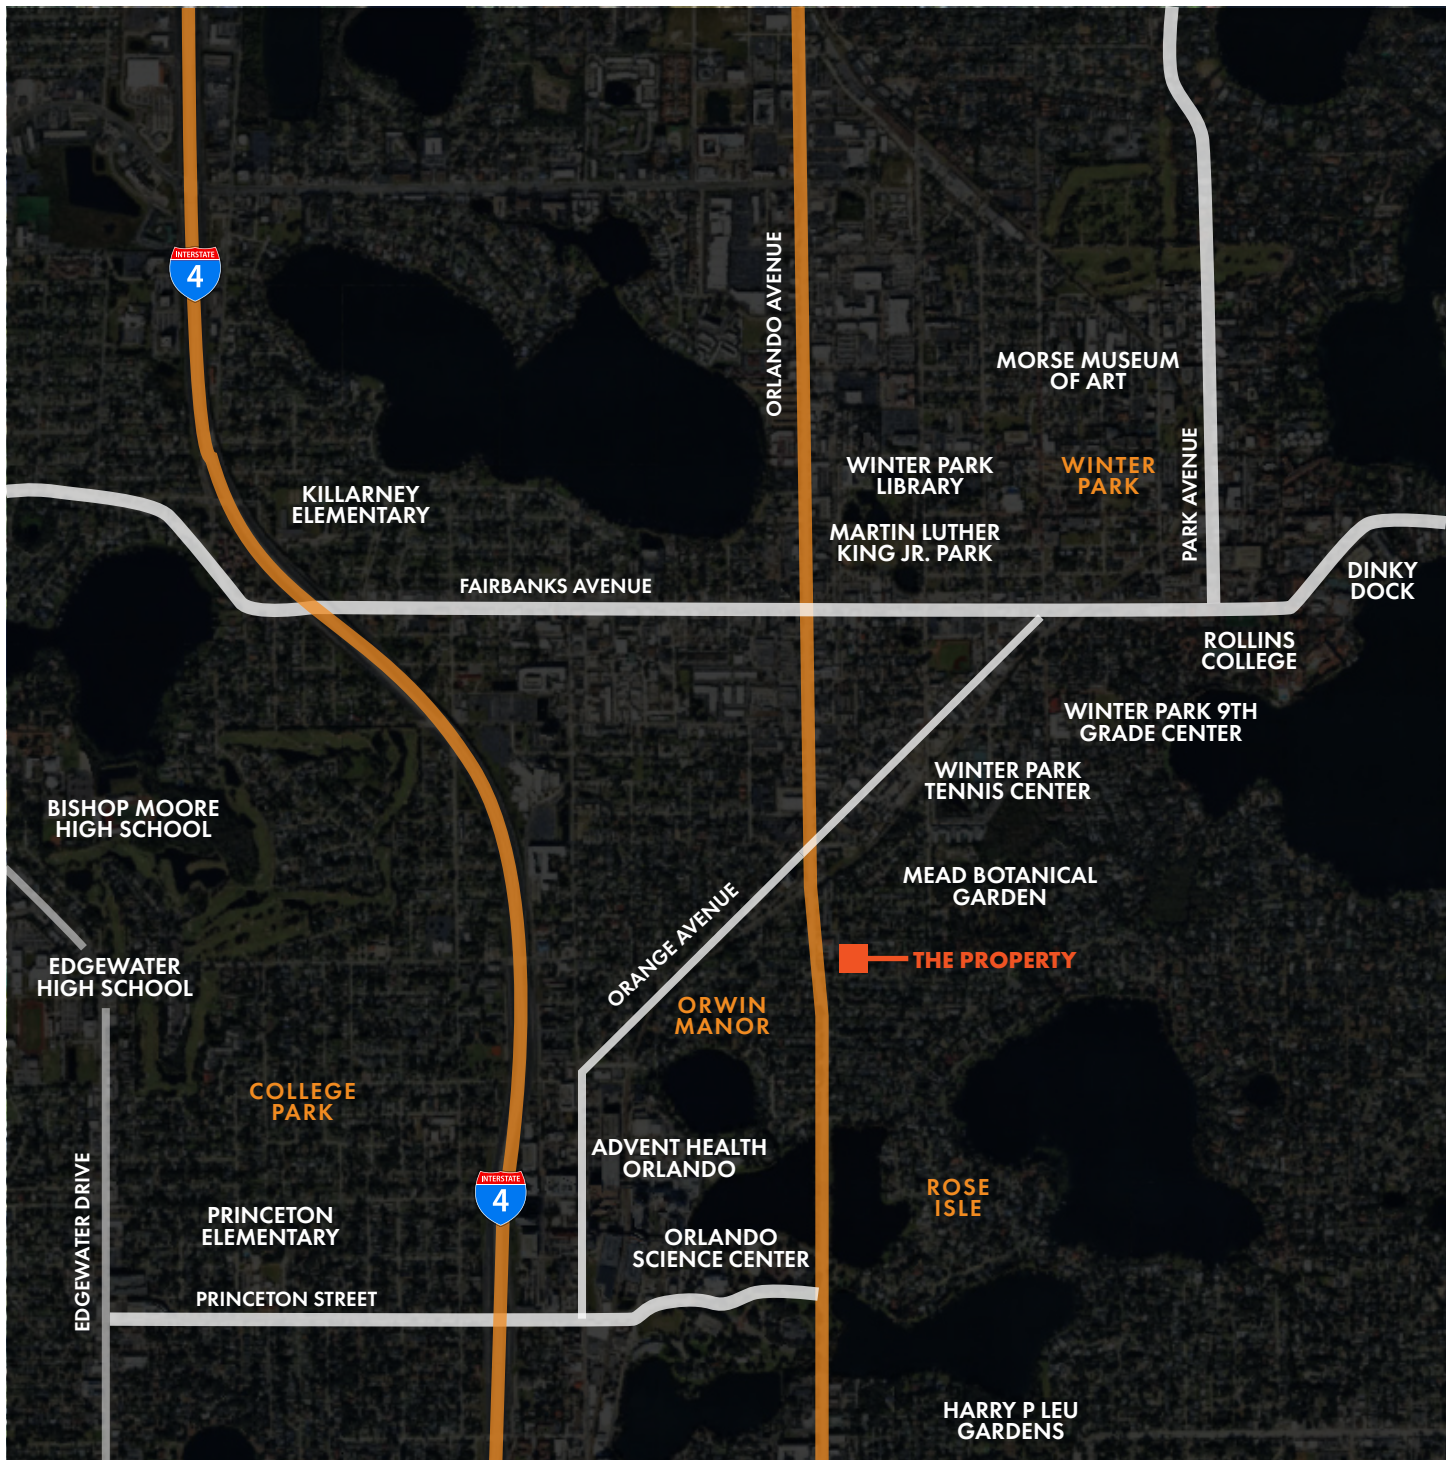 INTERSTATE
4
ORLANDO AVENUE
MORSE MUSEUM
OF ART
PARK AVENUE
WINTER PARK
LIBRARY
WINTER
PARK
KILLARNEY
ELEMENTARY
MARTIN LUTHER
KING JR. PARK
FAIRBANKS AVENUE
DINKY
DOCK
ROLLINS
COLLEGE
WINTER PARK 9TH
GRADE CENTER
WINTER PARK
TENNIS CENTER
BISHOP MOORE
HIGH SCHOOL
MEAD BOTANICAL
GARDEN
ORANGE AVENUE
THE PROPERTY
EDGEWATER
HIGH SCHOOL
ORWIN
MANOR
COLLEGE
PARK
ADVENT HEALTH
ORLANDO
INTERSTATE
4
ROSE
ISLE
EDGEWATER DRIVE
PRINCETON
ELEMENTARY
ORLANDO
SCIENCE CENTER
PRINCETON STREET
HARRY P LEU
GARDENS